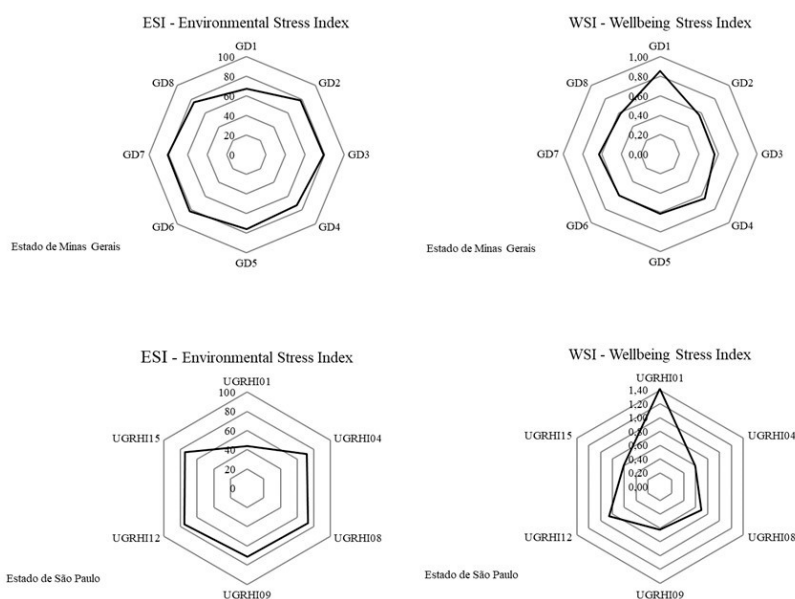 ESI - Environmental Stress Index
GD1
100
80
60
40
20
0
GD2
GD3
GD4
GD5
GD6
GD7
GD8
Estado de Minas Gerais
WSI - Wellbeing Stress Index
GD1
1,00
0,80
0,60
0,40
0,20
0,00
GD2
GD3
GD4
GD5
GD6
GD7
GD8
Estado de Minas Gerais
ESI - Environmental Stress Index
UGRHI01
100
80
60
40
20
0
UGRHI04
UGRHI08
UGRHI09
UGRHI12
UGRHI15
Estado de São Paulo
WSI - Wellbeing Stress Index
UGRHI01
1,40
1,20
1,00
0,80
0,60
0,40
0,20
0,00
UGRHI04
UGRHI08
UGRHI09
UGRHI12
UGRHI15
Estado de São Paulo